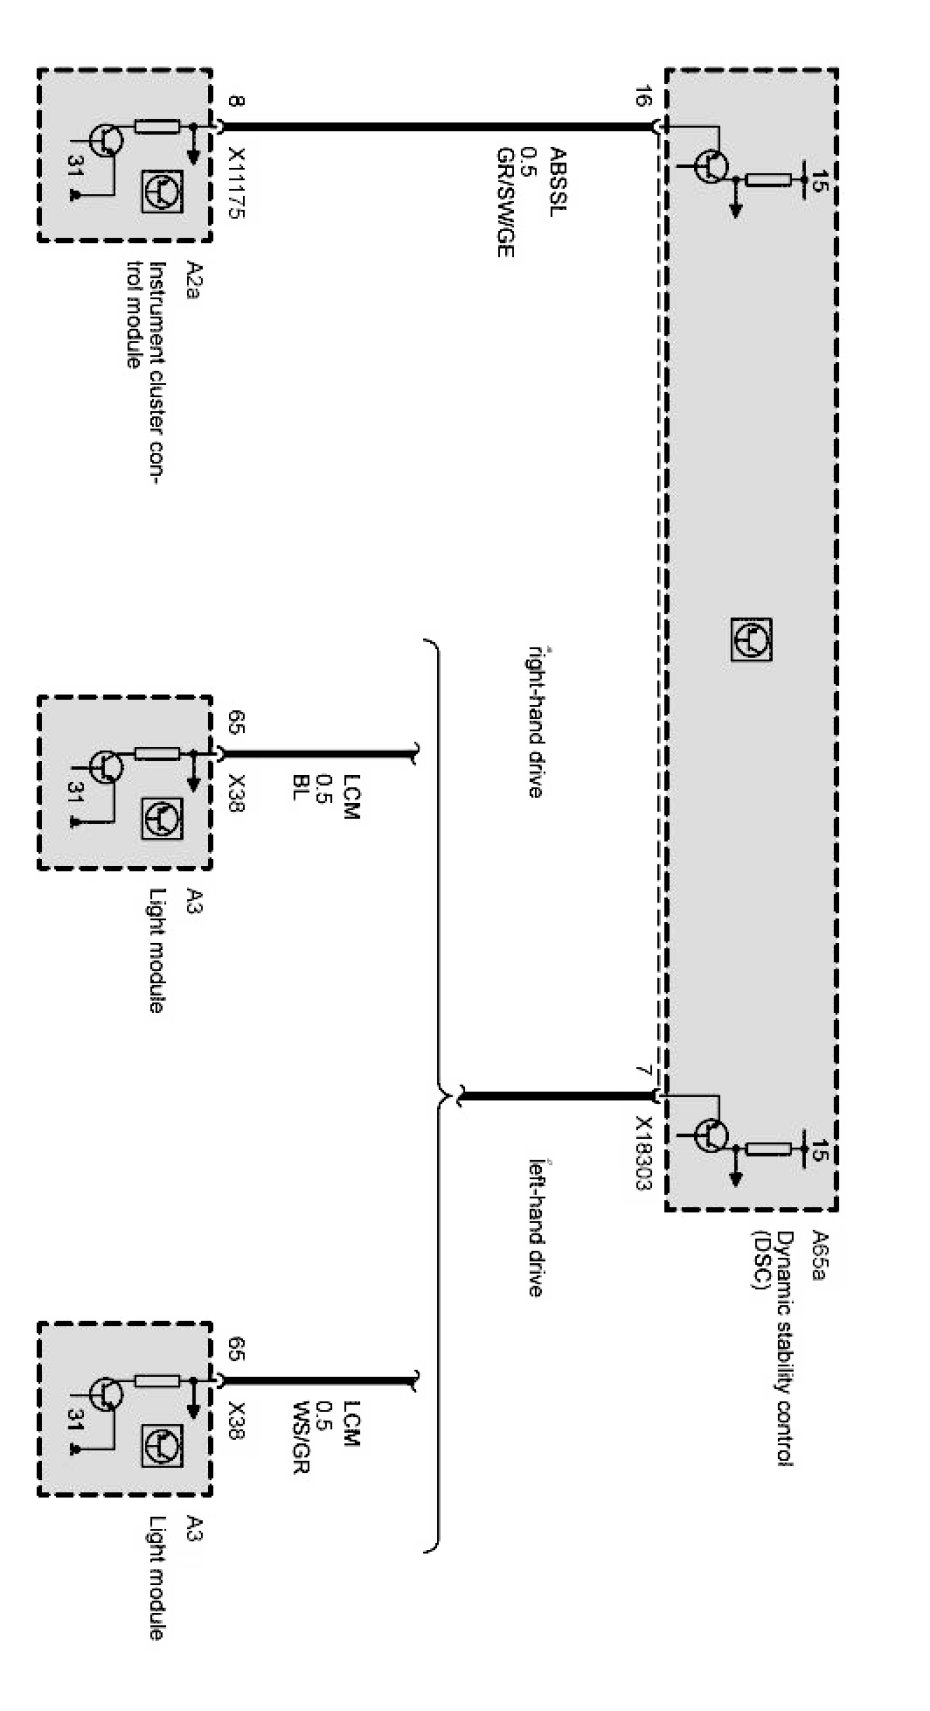 15
15
A65a
Dynamic stability control
(DSC)
16
7
X18303
ABSSL
0.5
GR/SW/GE
right-hand drive
left-hand drive
LCM
0.5
BL
LCM
0.5
WS/GR
8
X11175
65
X38
65
X38
A2a
Instrument cluster con-
trol module
31
A3
Light module
31
A3
Light module
31